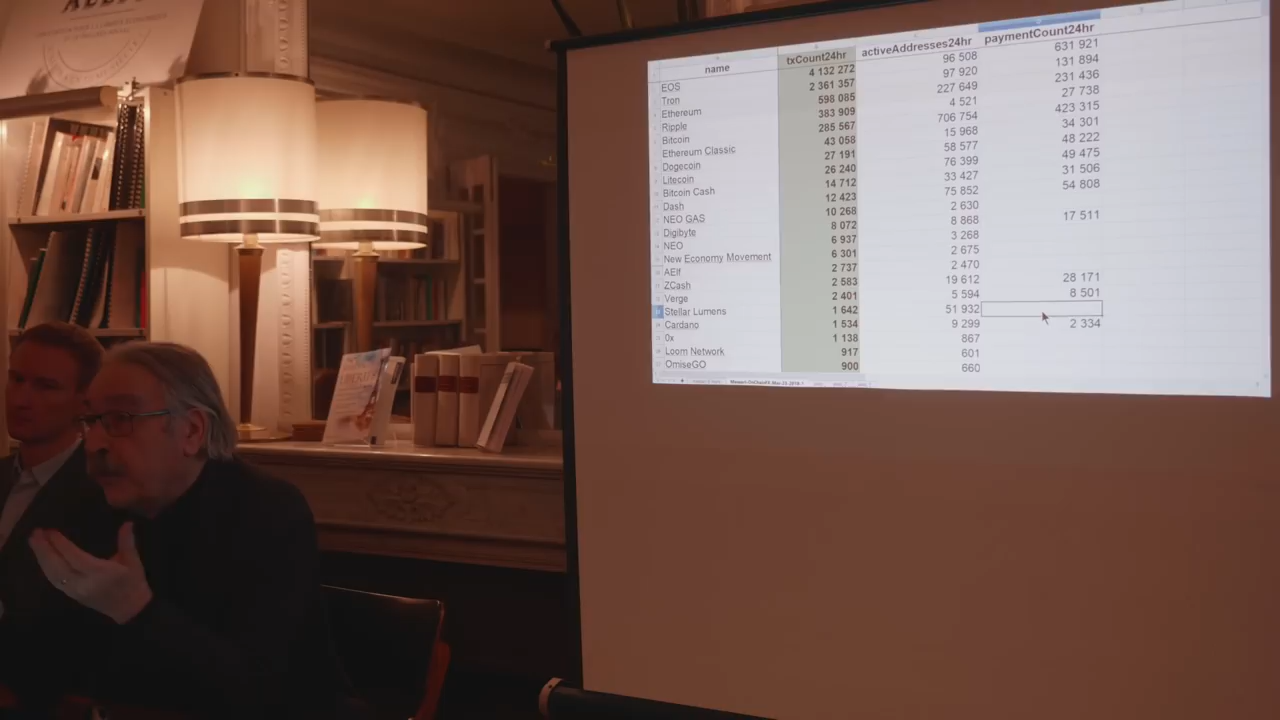 name txCount24hr activeAddresses24hr paymentCount24hr
EOS 4 132 272 96 508 631 921
Tron 2 361 357 97 920 131 894
Ethereum 598 085 227 649 231 436
Ripple 383 909 4 521 27 738
Bitcoin 285 567 706 754 423 315
Ethereum Classic 43 058 15 968 34 301
Dogecoin 27 191 58 577 48 222
Litecoin 26 240 76 399 49 475
Bitcoin Cash 14 712 33 427 31 506
Dash 12 423 75 852 54 808
NEO GAS 10 268 2 630
Digibyte 8 072 8 868 17 511
NEO 6 937 3 268
New Economy Movement 6 301 2 675
AElf 2 737 2 470
ZCash 2 583 19 612 28 171
Verge 2 401 5 594 8 501
Stellar Lumens 1 642 51 932
Cardano 1 534 9 299 2 334
0x 1 138 867
Loom Network 917 601
OmiseGO 900 660